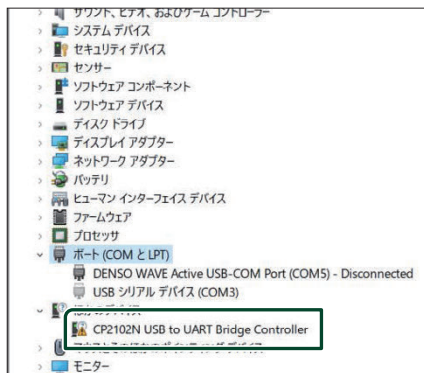 サウンド、ビデオ、およびゲーム コントローラー
システム デバイス
セキュリティ デバイス
センサー
ソフトウェア コンポーネント
ソフトウェア デバイス
ディスク ドライブ
ディスプレイ アダプター
ネットワーク アダプター
バッテリ
ヒューマン インターフェイス デバイス
ファームウェア
プロセッサ
ポート (COM と LPT)
DENSO WAVE Active USB-COM Port (COM5) - Disconnected
USB シリアル デバイス (COM3)
CP2102N USB to UART Bridge Controller
モニター